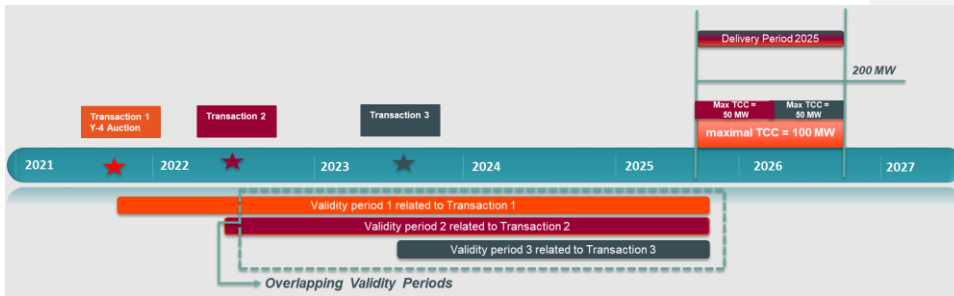 Delivery Period 2025
200 MW
Max TCC =
50 MW
Max TCC =
50 MW
Transaction 1
Y-4 Auction
Transaction 2
Transaction 3
maximal TCC = 100 MW
2021
2022
2023
2024
2025
2026
2027
Validity period 1 related to Transaction 1
Validity period 2 related to Transaction 2
Validity period 3 related to Transaction 3
Overlapping Validity Periods